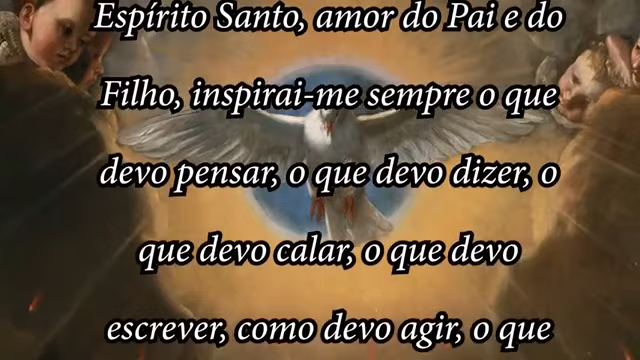 Espírito Santo, amor do Pai e do
Filho, inspirai-me sempre o que
devo pensar, o que devo dizer, o
que devo calar, o que devo
escrever, como devo agir, o que